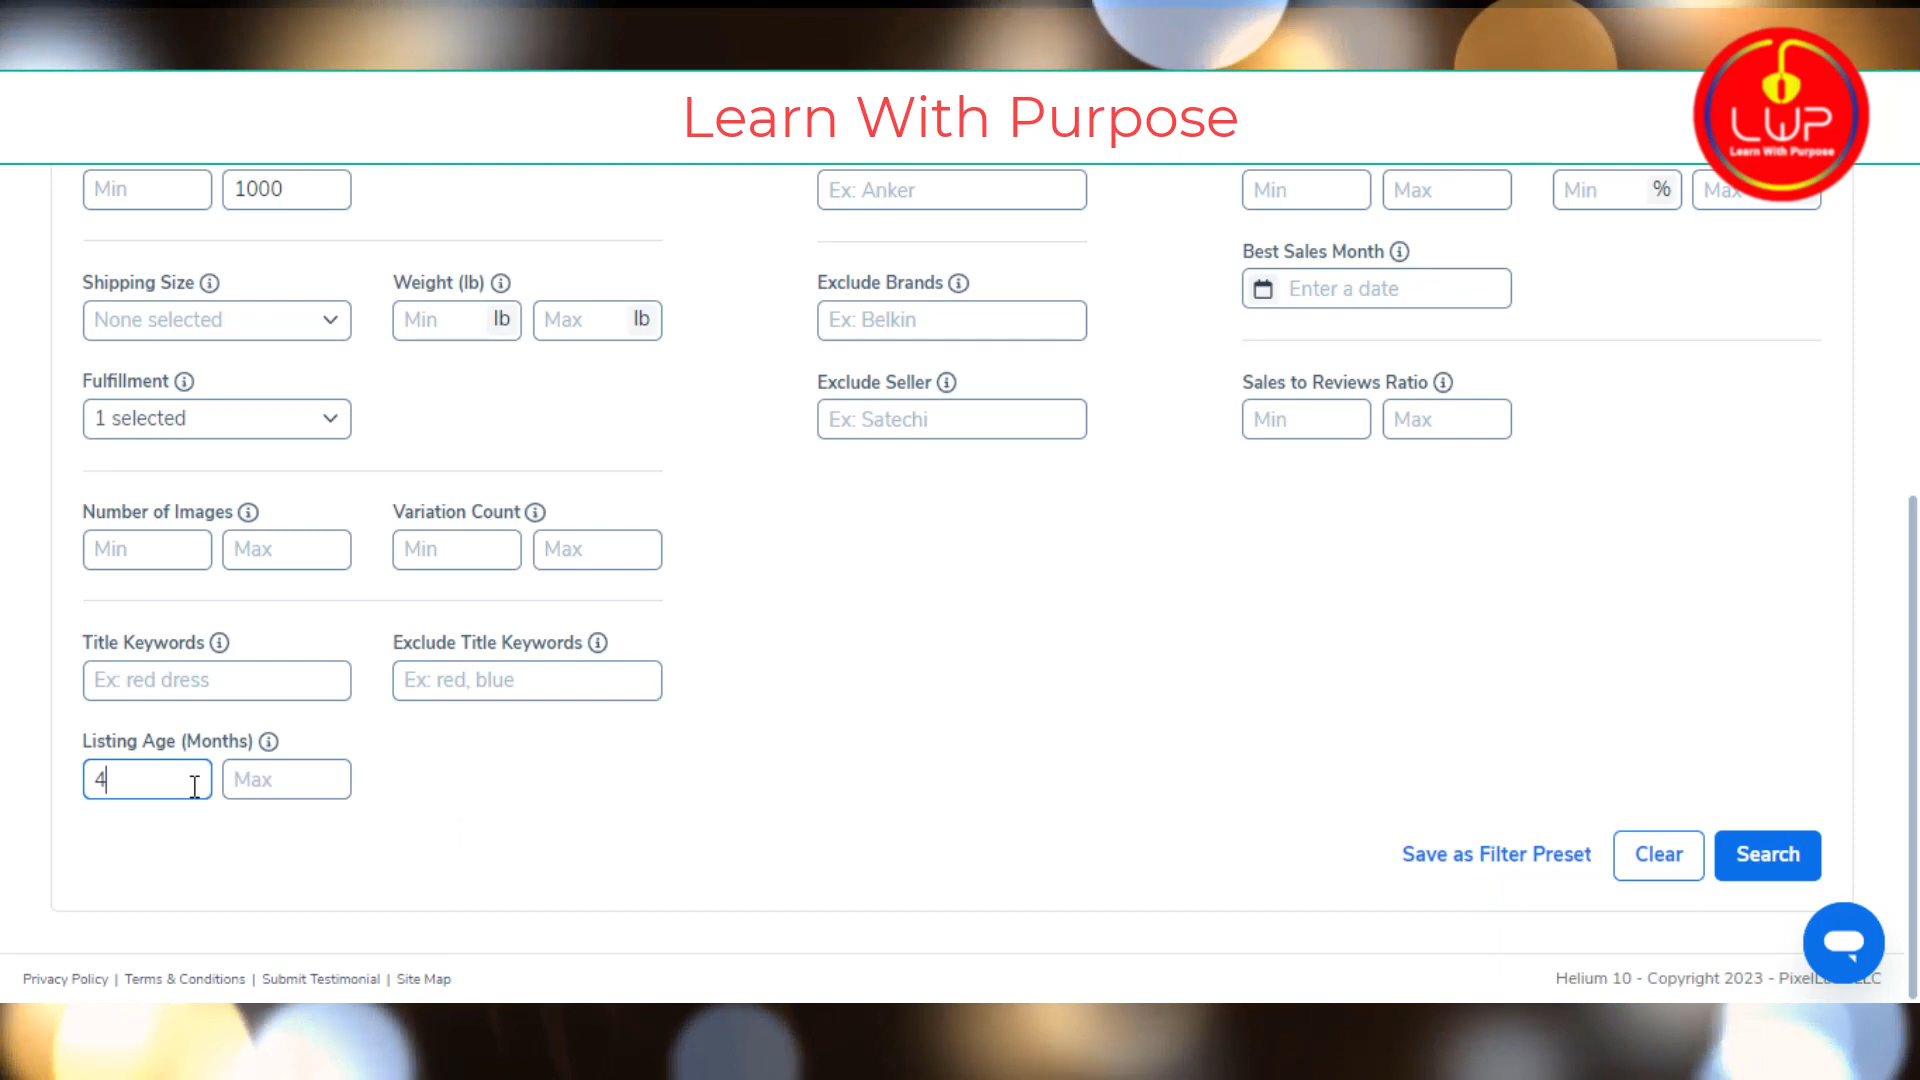 Learn With Purpose
LWP
Learn With Purpose
Min 1000 Ex: Anker Min Max Min % Max
Best Sales Month
Enter a date
Shipping Size Weight (lb) Exclude Brands
None selected Min lb Max lb Ex: Belkin
Fulfillment Exclude Seller Sales to Reviews Ratio
1 selected Ex: Satechi Min Max
Number of Images Variation Count
Min Max Min Max
Title Keywords Exclude Title Keywords
Ex: red dress Ex: red, blue
Listing Age (Months)
4 Max
Save as Filter Preset Clear Search
Privacy Policy | Terms & Conditions | Submit Testimonial | Site Map
Helium 10 - Copyright 2023 -